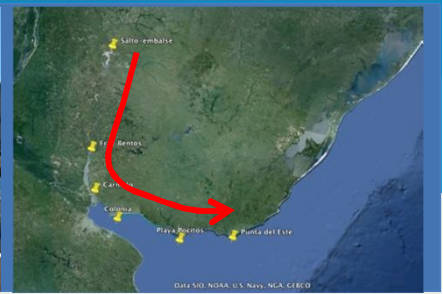 Salto-embalse
Fray Bentos
Carmelo
Colonia
Playa Pocitos
Punta del Este
Data SIO, NOAA, U.S. Navy, NGA, GEBCO